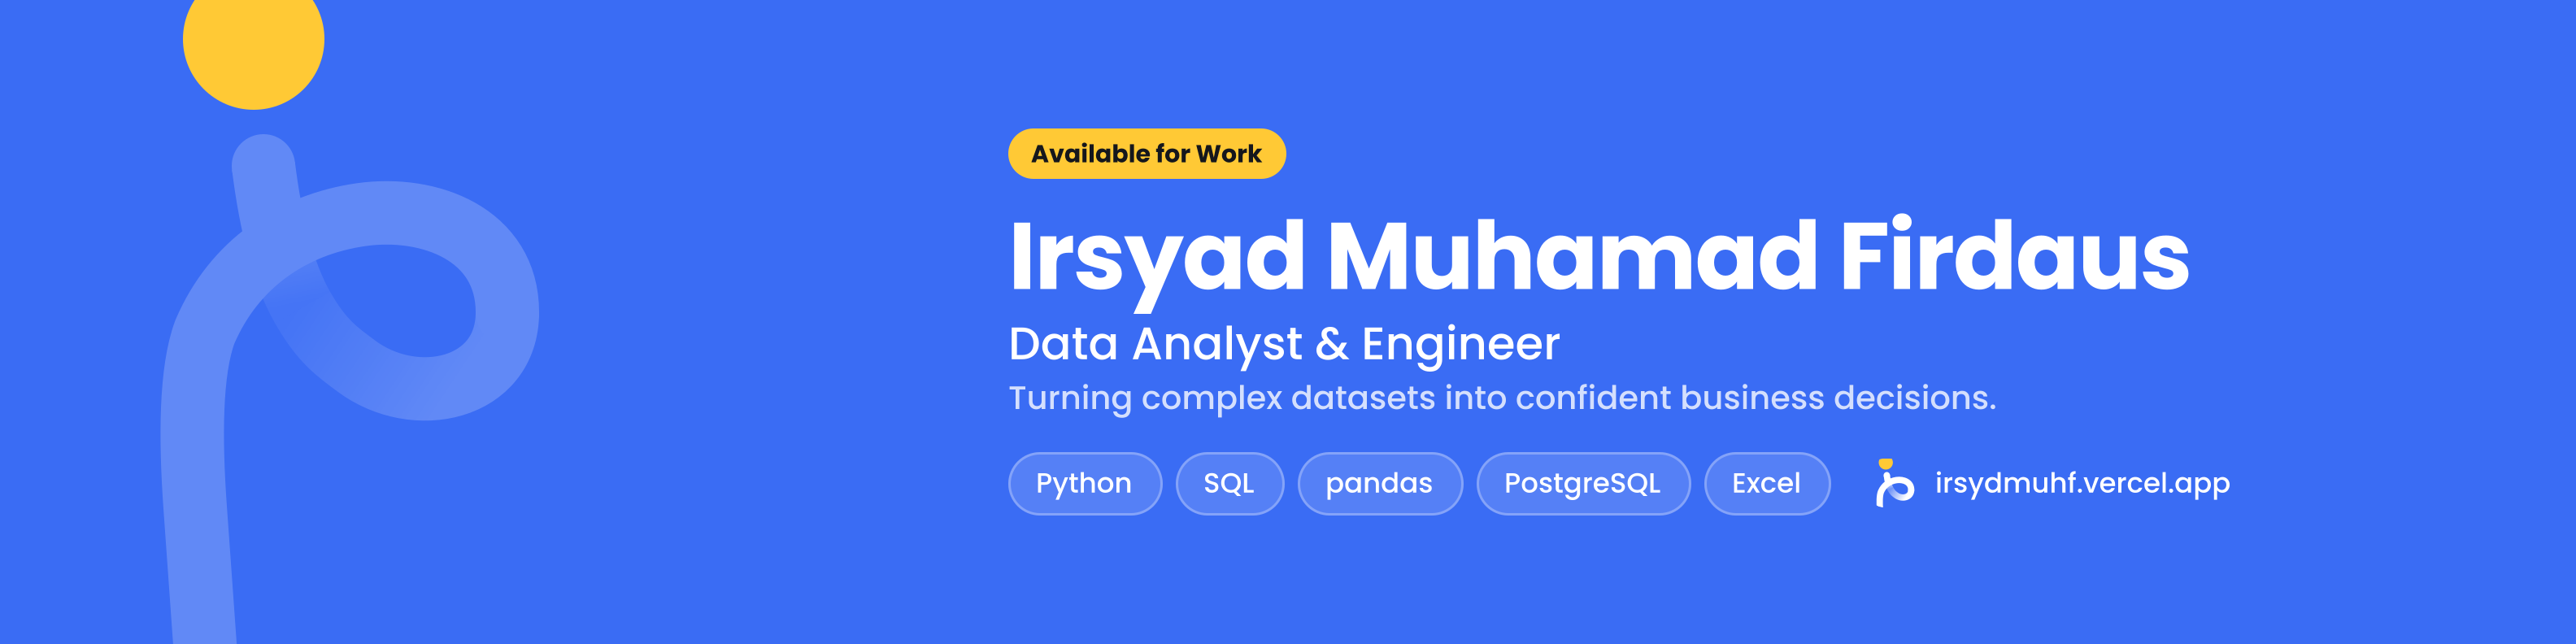 Available for Work
Irsyad Muhamad Firdaus
Data Analyst & Engineer
Turning complex datasets into confident business decisions.
Python SQL pandas PostgreSQL Excel irsydmuhf.vercel.app